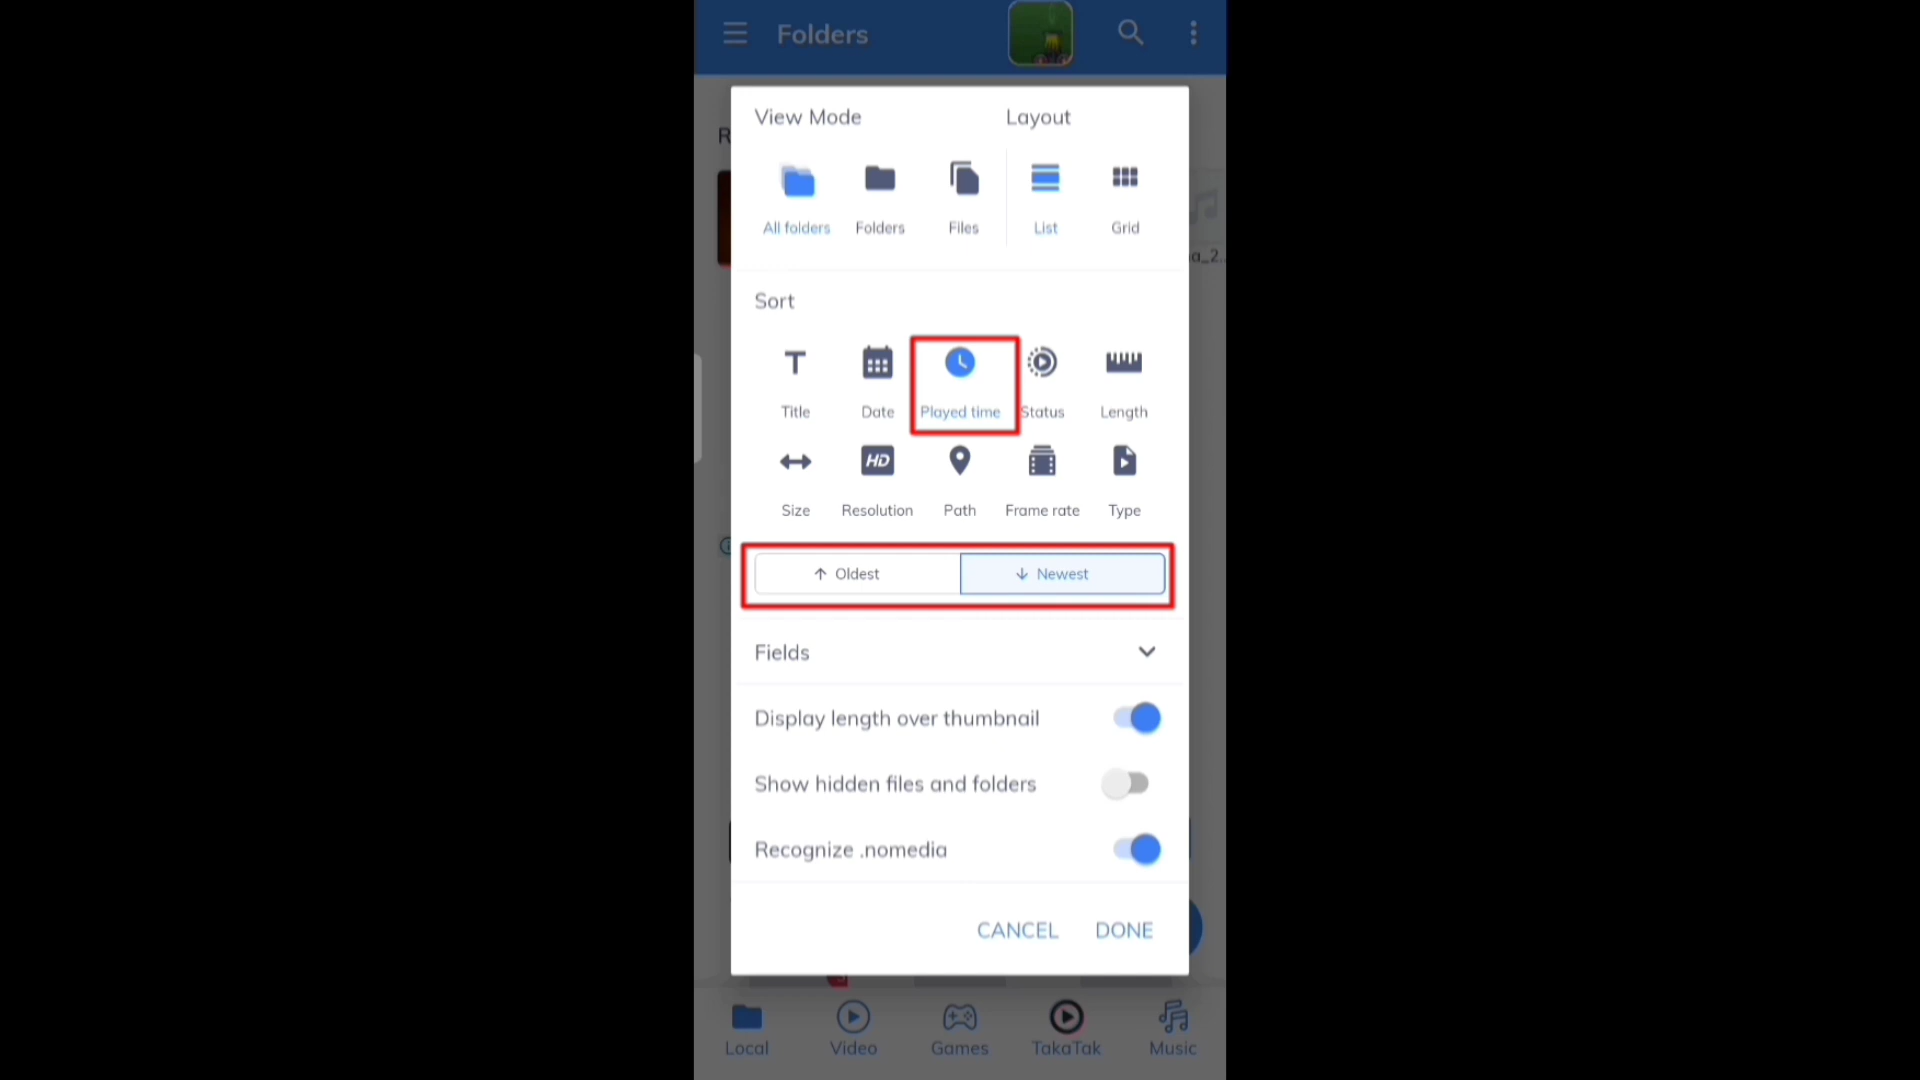 Folders
R
View Mode
Layout
All folders
Folders
Files
List
Grid
a_2..
Sort
T
Title
Date
Played time
Status
Length
HD
Size
Resolution
Path
Frame rate
Type
↑ Oldest
↓ Newest
Fields
Display length over thumbnail
Show hidden files and folders
Recognize .nomedia
CANCEL
DONE
Local
Video
Games
TakaTak
Music